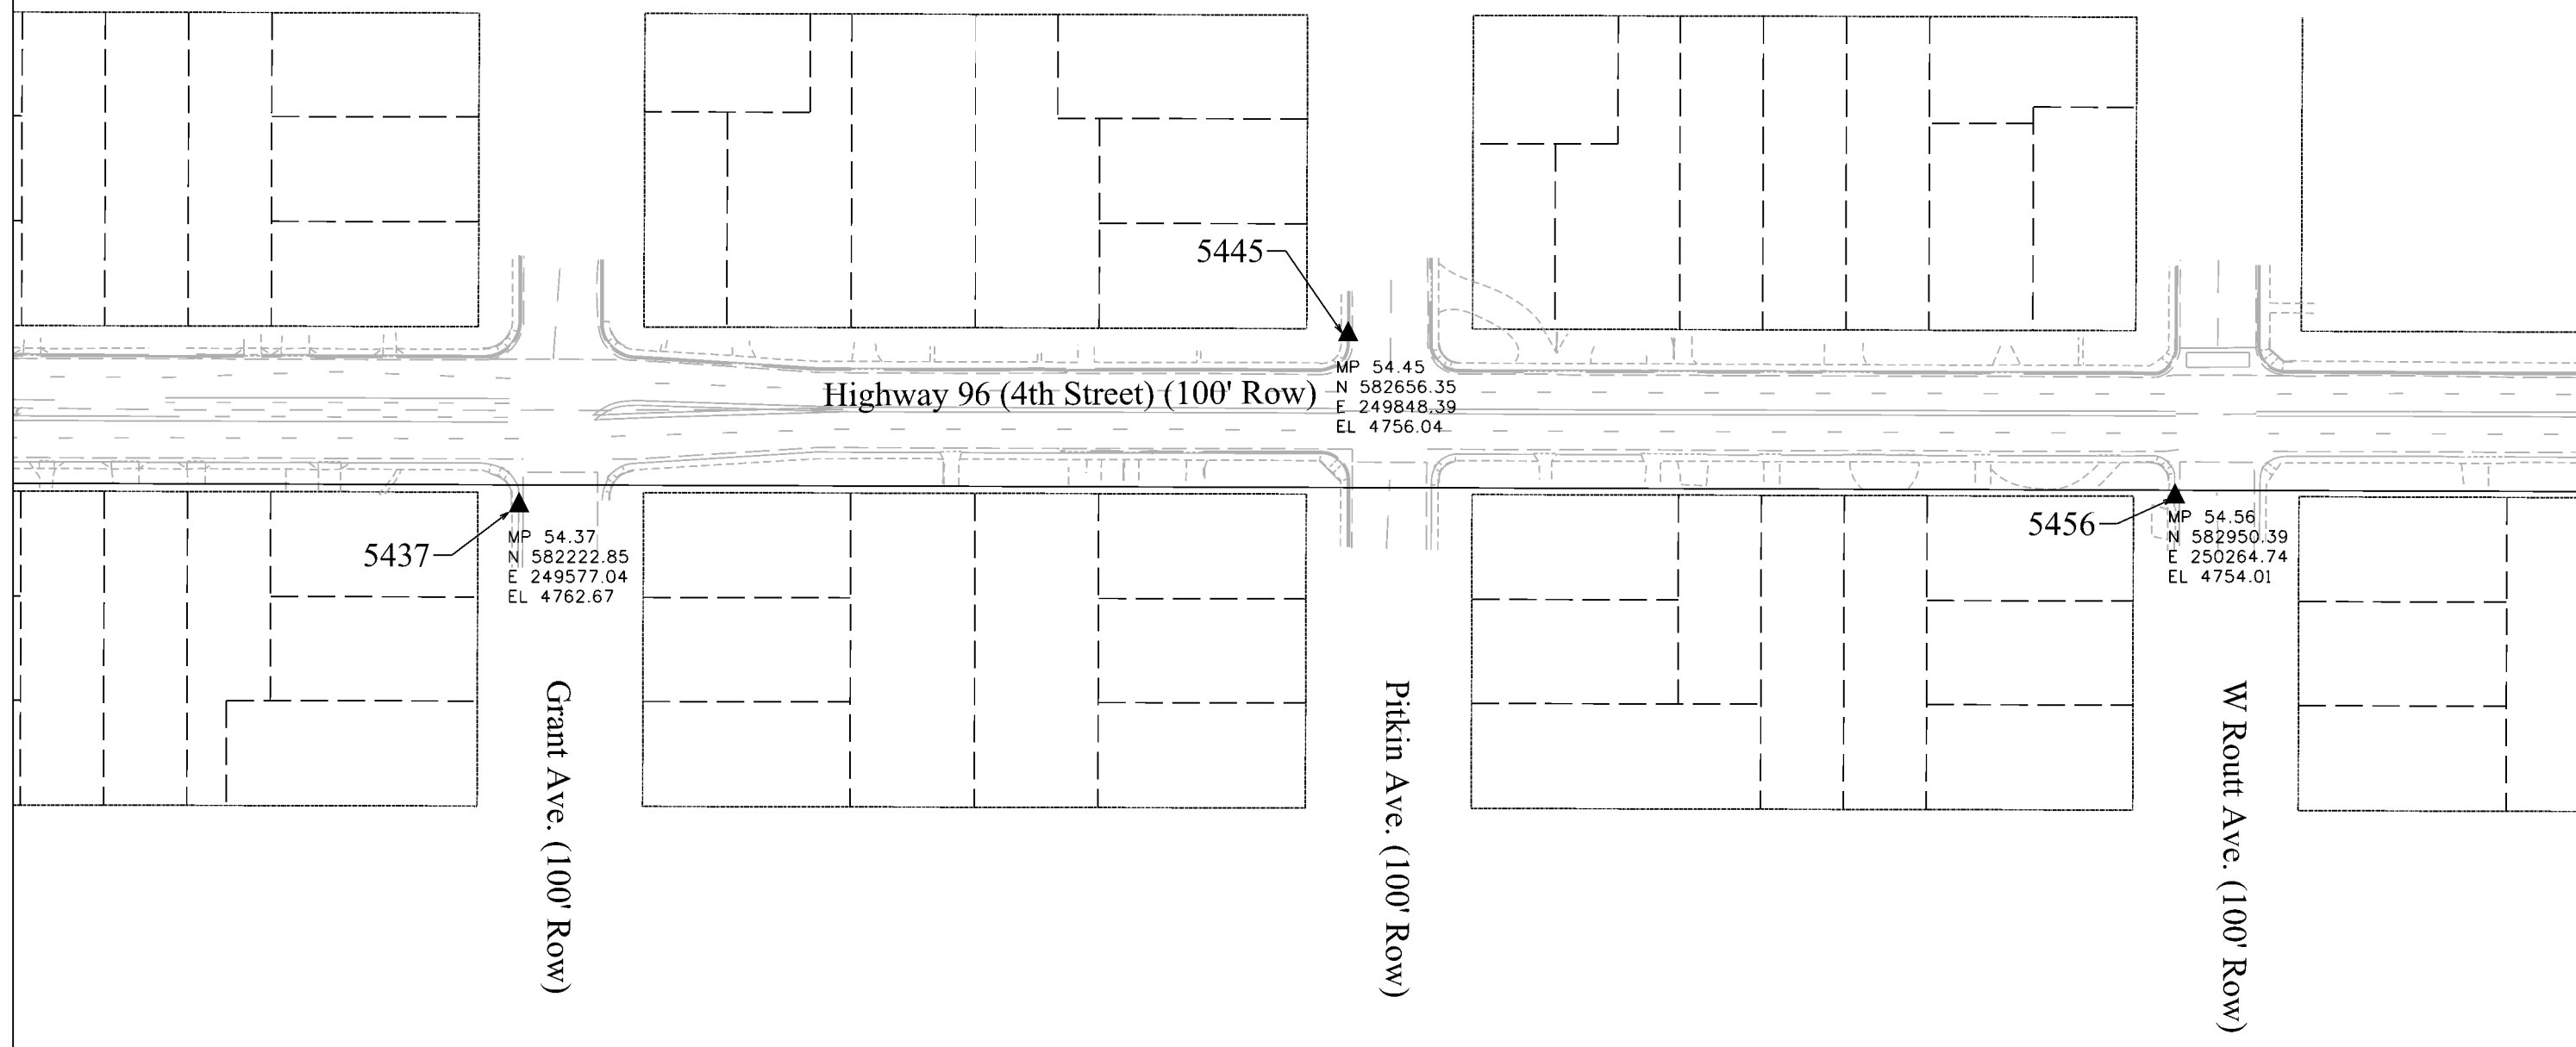 5445
MP 54.45
N 582656.35
E 249848.39
EL 4756.04
Highway 96 (4th Street) (100' Row)
5437
MP 54.37
N 582222.85
E 249577.04
EL 4762.67
5456
MP 54.56
N 582950.39
E 250264.74
EL 4754.01
Grant Ave. (100' Row)
Pitkin Ave. (100' Row)
W Routt Ave. (100' Row)